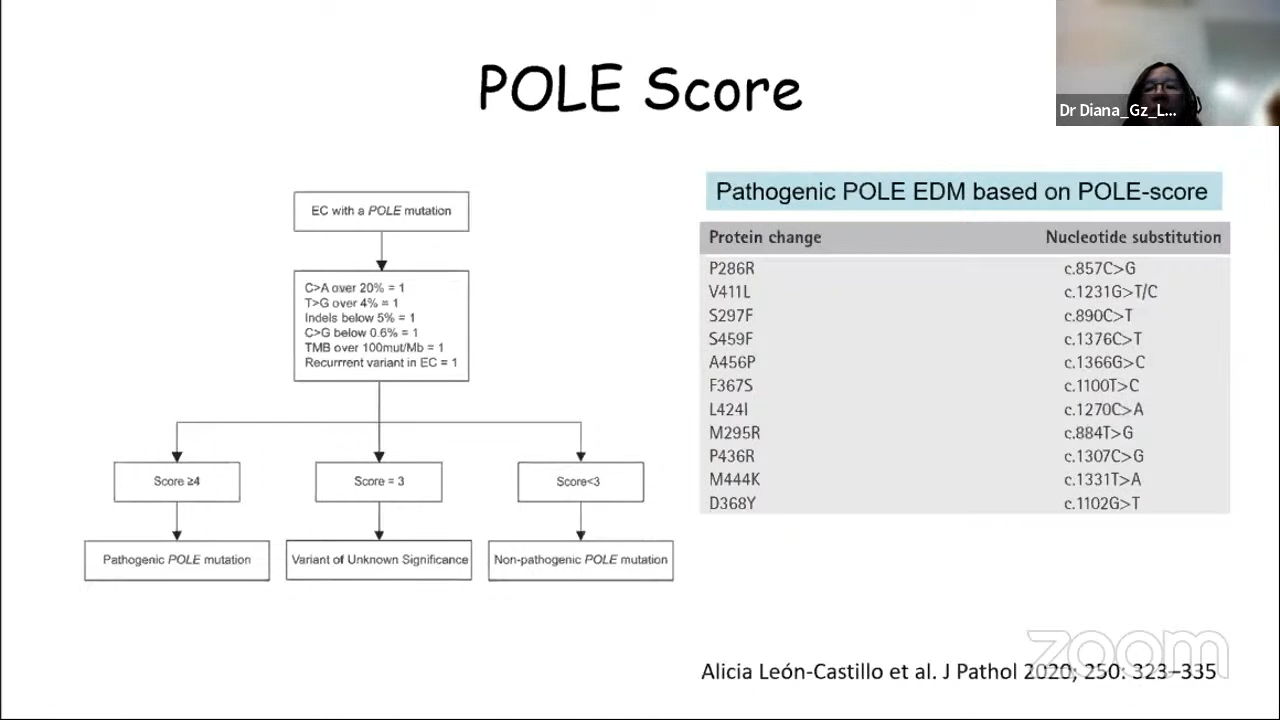 POLE Score
Dr Diana_Gz_L...
EC with a POLE mutation
C>A over 20% = 1
T>G over 4% = 1
Indels below 5% = 1
C>G below 0.6% = 1
TMB over 100mut/Mb = 1
Recurrrent variant in EC = 1
Score ≥4
Score = 3
Score<3
Pathogenic POLE mutation
Variant of Unknown Significance
Non-pathogenic POLE mutation
Pathogenic POLE EDM based on POLE-score
Protein change Nucleotide substitution
P286R c.857C>G
V411L c.1231G>T/C
S297F c.890C>T
S459F c.1376C>T
A456P c.1366G>C
F367S c.1100T>C
L424I c.1270C>A
M295R c.884T>G
P436R c.1307C>G
M444K c.1331T>A
D368Y c.1102G>T
zoom
Alicia León-Castillo et al. J Pathol 2020; 250: 323–335